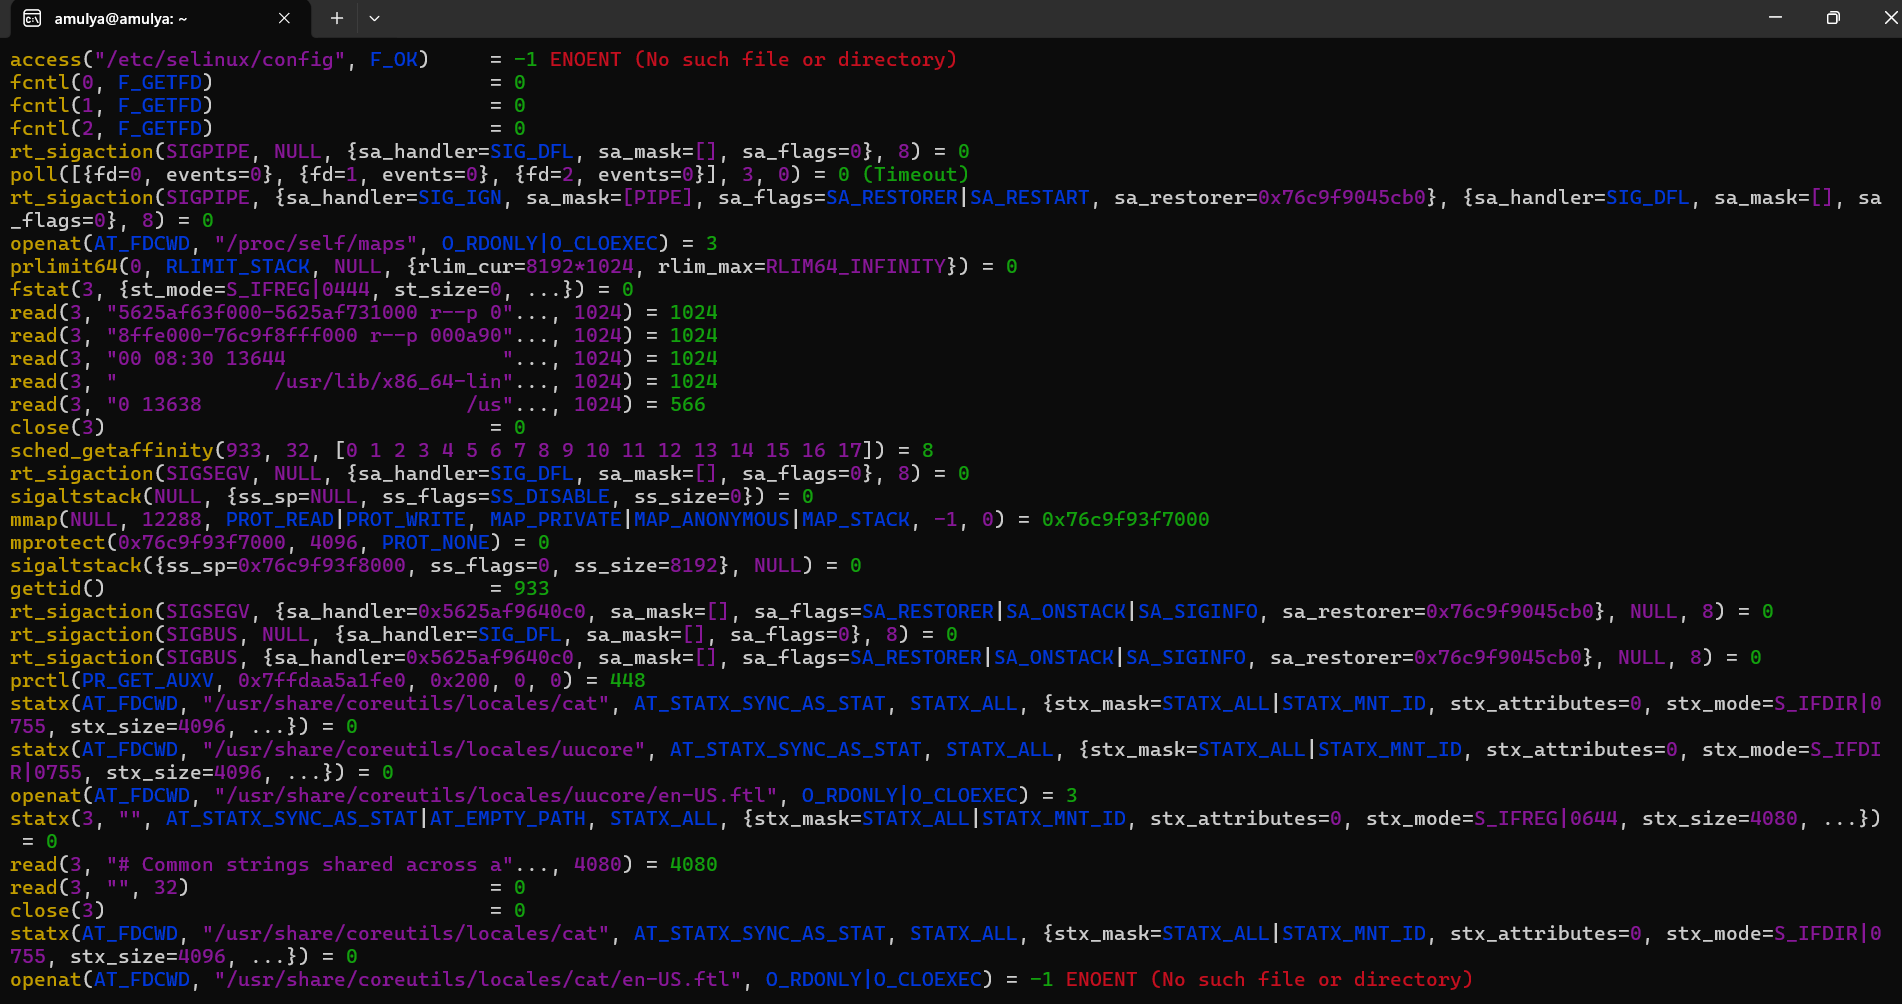 amulya@amulya: ~
access("/etc/selinux/config", F_OK)     = -1 ENOENT (No such file or directory)
fcntl(0, F_GETFD)                       = 0
fcntl(1, F_GETFD)                       = 0
fcntl(2, F_GETFD)                       = 0
rt_sigaction(SIGPIPE, NULL, {sa_handler=SIG_DFL, sa_mask=[], sa_flags=0}, 8) = 0
poll([{fd=0, events=0}, {fd=1, events=0}, {fd=2, events=0}], 3, 0) = 0 (Timeout)
rt_sigaction(SIGPIPE, {sa_handler=SIG_IGN, sa_mask=[PIPE], sa_flags=SA_RESTORER|SA_RESTART, sa_restorer=0x76c9f9045cb0}, {sa_handler=SIG_DFL, sa_mask=[], sa
_flags=0}, 8) = 0
openat(AT_FDCWD, "/proc/self/maps", O_RDONLY|O_CLOEXEC) = 3
prlimit64(0, RLIMIT_STACK, NULL, {rlim_cur=8192*1024, rlim_max=RLIM64_INFINITY}) = 0
fstat(3, {st_mode=S_IFREG|0444, st_size=0, ...}) = 0
read(3, "5625af63f000-5625af731000 r--p 0"..., 1024) = 1024
read(3, "8ffe000-76c9f8fff000 r--p 000a90"..., 1024) = 1024
read(3, "00 08:30 13644                  "..., 1024) = 1024
read(3, "             /usr/lib/x86_64-lin"..., 1024) = 1024
read(3, "0 13638                      /us"..., 1024) = 566
close(3)                                = 0
sched_getaffinity(933, 32, [0 1 2 3 4 5 6 7 8 9 10 11 12 13 14 15 16 17]) = 8
rt_sigaction(SIGSEGV, NULL, {sa_handler=SIG_DFL, sa_mask=[], sa_flags=0}, 8) = 0
sigaltstack(NULL, {ss_sp=NULL, ss_flags=SS_DISABLE, ss_size=0}) = 0
mmap(NULL, 12288, PROT_READ|PROT_WRITE, MAP_PRIVATE|MAP_ANONYMOUS|MAP_STACK, -1, 0) = 0x76c9f93f7000
mprotect(0x76c9f93f7000, 4096, PROT_NONE) = 0
sigaltstack({ss_sp=0x76c9f93f8000, ss_flags=0, ss_size=8192}, NULL) = 0
gettid()                                = 933
rt_sigaction(SIGSEGV, {sa_handler=0x5625af9640c0, sa_mask=[], sa_flags=SA_RESTORER|SA_ONSTACK|SA_SIGINFO, sa_restorer=0x76c9f9045cb0}, NULL, 8) = 0
rt_sigaction(SIGBUS, NULL, {sa_handler=SIG_DFL, sa_mask=[], sa_flags=0}, 8) = 0
rt_sigaction(SIGBUS, {sa_handler=0x5625af9640c0, sa_mask=[], sa_flags=SA_RESTORER|SA_ONSTACK|SA_SIGINFO, sa_restorer=0x76c9f9045cb0}, NULL, 8) = 0
prctl(PR_GET_AUXV, 0x7ffdaa5a1fe0, 0x200, 0, 0) = 448
statx(AT_FDCWD, "/usr/share/coreutils/locales/cat", AT_STATX_SYNC_AS_STAT, STATX_ALL, {stx_mask=STATX_ALL|STATX_MNT_ID, stx_attributes=0, stx_mode=S_IFDIR|0
755, stx_size=4096, ...}) = 0
statx(AT_FDCWD, "/usr/share/coreutils/locales/uucore", AT_STATX_SYNC_AS_STAT, STATX_ALL, {stx_mask=STATX_ALL|STATX_MNT_ID, stx_attributes=0, stx_mode=S_IFDI
R|0755, stx_size=4096, ...}) = 0
openat(AT_FDCWD, "/usr/share/coreutils/locales/uucore/en-US.ftl", O_RDONLY|O_CLOEXEC) = 3
statx(3, "", AT_STATX_SYNC_AS_STAT|AT_EMPTY_PATH, STATX_ALL, {stx_mask=STATX_ALL|STATX_MNT_ID, stx_attributes=0, stx_mode=S_IFREG|0644, stx_size=4080, ...})
 = 0
read(3, "# Common strings shared across a"..., 4080) = 4080
read(3, "", 32)                         = 0
close(3)                                = 0
statx(AT_FDCWD, "/usr/share/coreutils/locales/cat", AT_STATX_SYNC_AS_STAT, STATX_ALL, {stx_mask=STATX_ALL|STATX_MNT_ID, stx_attributes=0, stx_mode=S_IFDIR|0
755, stx_size=4096, ...}) = 0
openat(AT_FDCWD, "/usr/share/coreutils/locales/cat/en-US.ftl", O_RDONLY|O_CLOEXEC) = -1 ENOENT (No such file or directory)